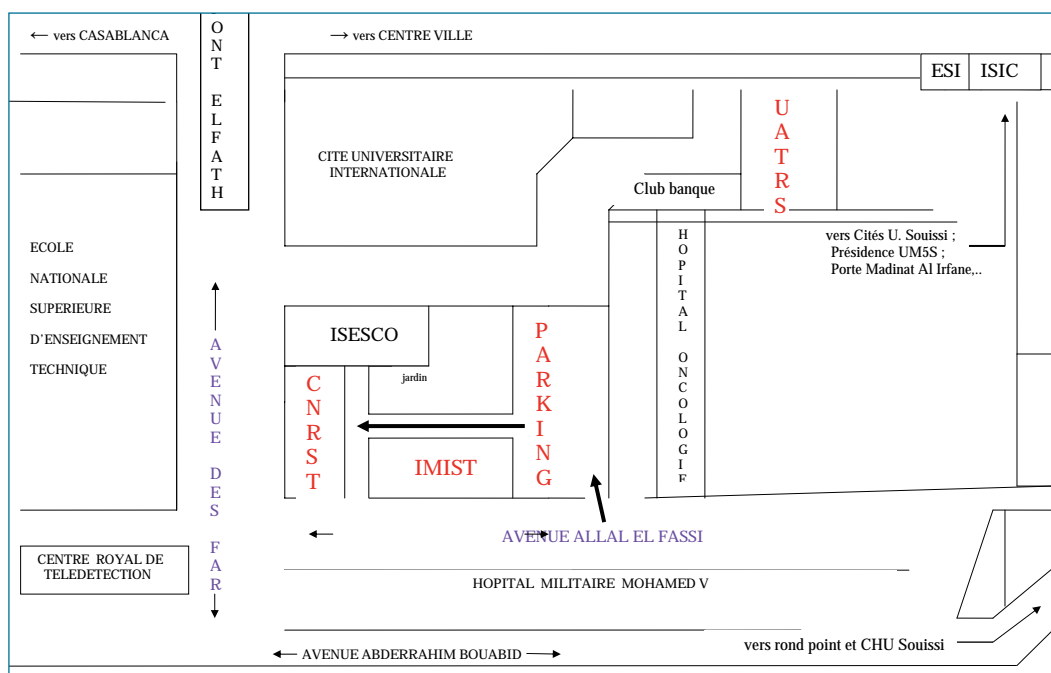 ← vers CASABLANCA
ONT ELFATH
→ vers CENTRE VILLE
ESI
ISIC
UATRS
CITE UNIVERSITAIRE
INTERNATIONALE
Club banque
vers Cités U. Souissi ;
Présidence UM5S ;
Porte Madinat Al Irfane,..
ECOLE
NATIONALE
SUPERIEURE
D'ENSEIGNEMENT
TECHNIQUE
HOPITAL ONCOLOGIE
AVENUE DES FAR
ISESCO
PARKING
jardin
CNRST
IMIST
AVENUE ALLAL EL FASSI
CENTRE ROYAL DE
TELEDETECTION
HOPITAL MILITAIRE MOHAMED V
vers rond point et CHU Souissi
AVENUE ABDERRAHIM BOUABID